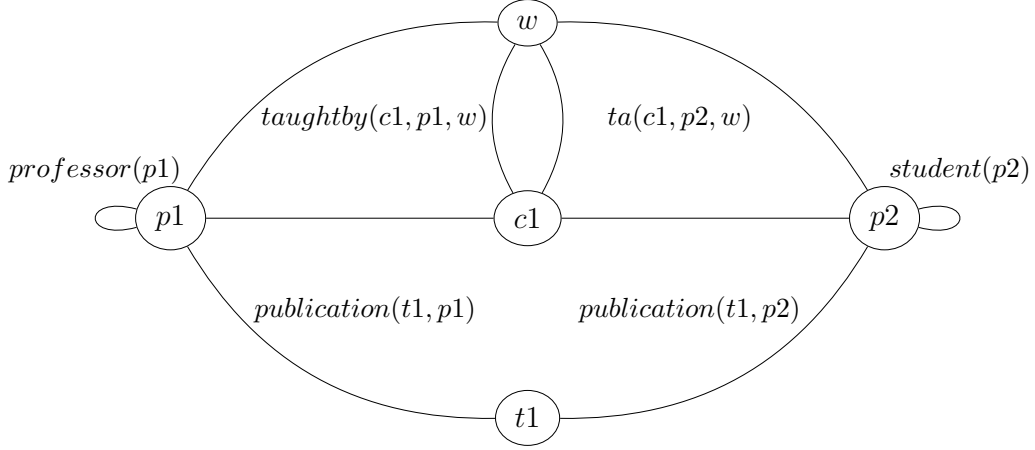 w
taughtby(c1, p1, w)
ta(c1, p2, w)
professor(p1)
student(p2)
p1
c1
p2
publication(t1, p1)
publication(t1, p2)
t1